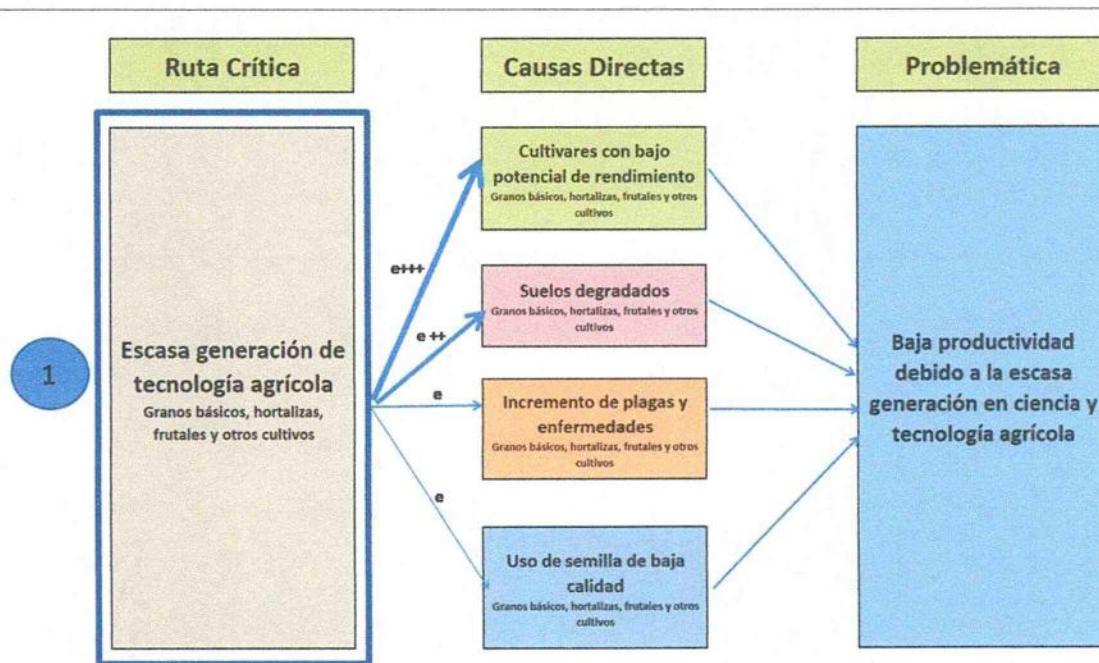 Ruta Crítica
Causas Directas
Problemática
1
Escasa generación de
tecnología agrícola
Granos básicos, hortalizas,
frutales y otros cultivos
e+++
e ++
e
e
Cultivares con bajo
potencial de rendimiento
Granos básicos, hortalizas, frutales y otros
cultivos
Suelos degradados
Granos básicos, hortalizas, frutales y otros
cultivos
Incremento de plagas y
enfermedades
Granos básicos, hortalizas, frutales y otros
cultivos
Uso de semilla de baja
calidad
Granos básicos, hortalizas, frutales y otros
cultivos
Baja productividad
debido a la escasa
generación en ciencia y
tecnología agrícola